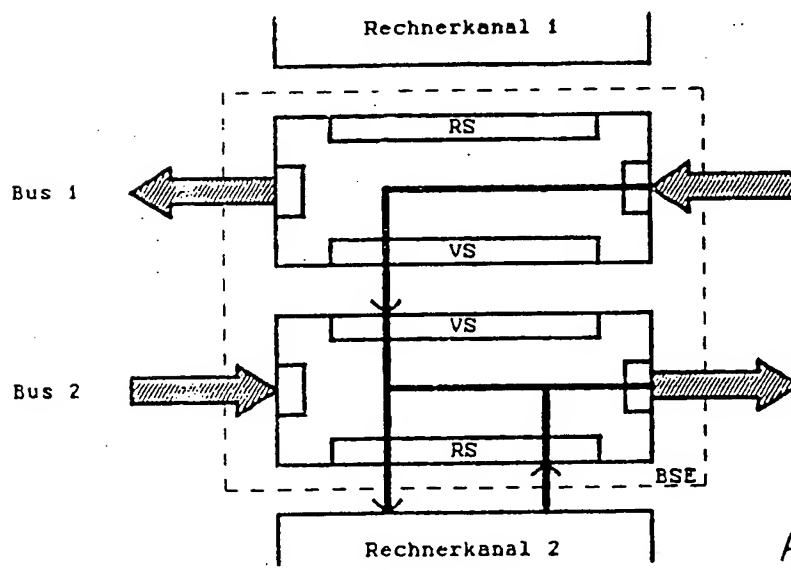 Rechnerkanal 1
RS
Bus 1
VS
VS
Bus 2
RS
BSE
Rechnerkanal 2
A